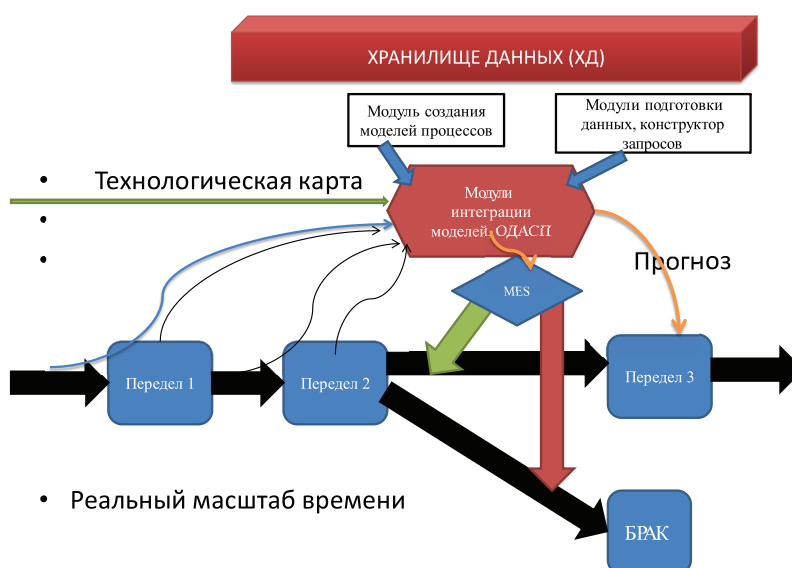 ХРАНИЛИЩЕ ДАННЫХ (ХД)
Модуль создания
моделей процессов
Модули подготовки
данных, конструктор
запросов
• Технологическая карта
•
•
Модули
интеграции
моделей, ОДАСП
Прогноз
MES
Передел 1
Передел 2
Передел 3
• Реальный масштаб времени
БРАК